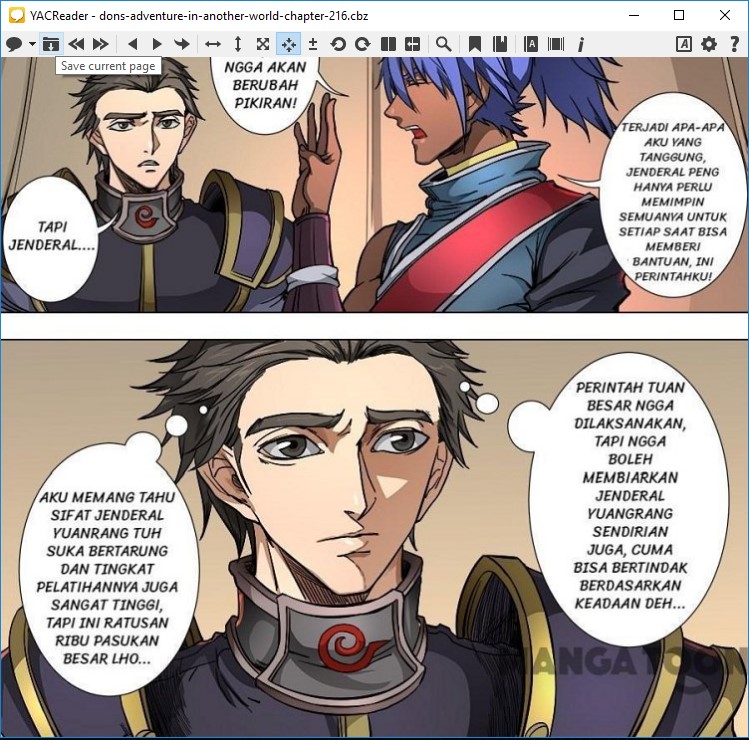 YACReader - dons-adventure-in-another-world-chapter-216.cbz
Save current page
NGGA AKAN
BERUBAH
PIKIRAN!
TERJADI APA-APA
AKU YANG
TANGGUNG,
JENDERAL PENG
HANYA PERLU
MEMIMPIN
SEMUANYA UNTUK
SETIAP SAAT BISA
MEMBERI
BANTUAN, INI
PERINTAHKU!
TAPI
JENDERAL....
AKU MEMANG TAHU
SIFAT JENDERAL
YUANRANG TUH
SUKA BERTARUNG
DAN TINGKAT
PELATIHANNYA JUGA
SANGAT TINGGI,
TAPI INI RATUSAN
RIBU PASUKAN
BESAR LHO...
PERINTAH TUAN
BESAR NGGA
DILAKSANAKAN,
TAPI NGGA
BOLEH
MEMBIARKAN
JENDERAL
YUANGRANG
SENDIRIAN
JUGA, CUMA
BISA BERTINDAK
BERDASARKAN
KEADAAN DEH...
MANGATOON